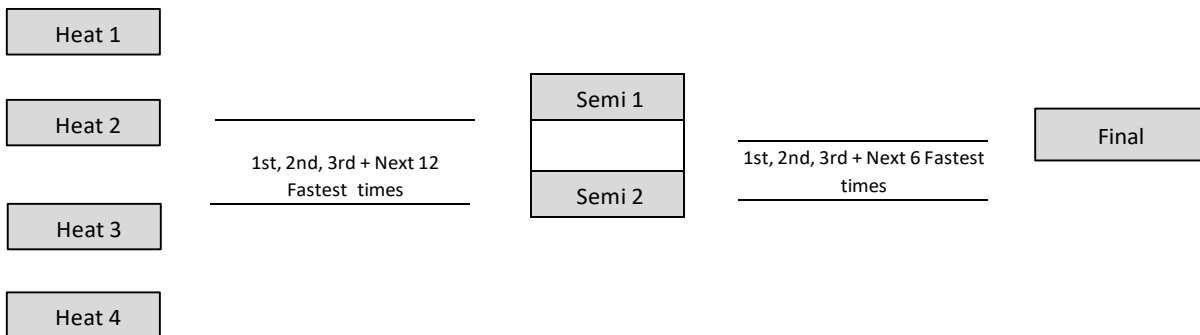 Heat 1
Heat 2
Heat 3
Heat 4
1st, 2nd, 3rd + Next 12
Fastest times
Semi 1
Semi 2
1st, 2nd, 3rd + Next 6 Fastest
times
Final